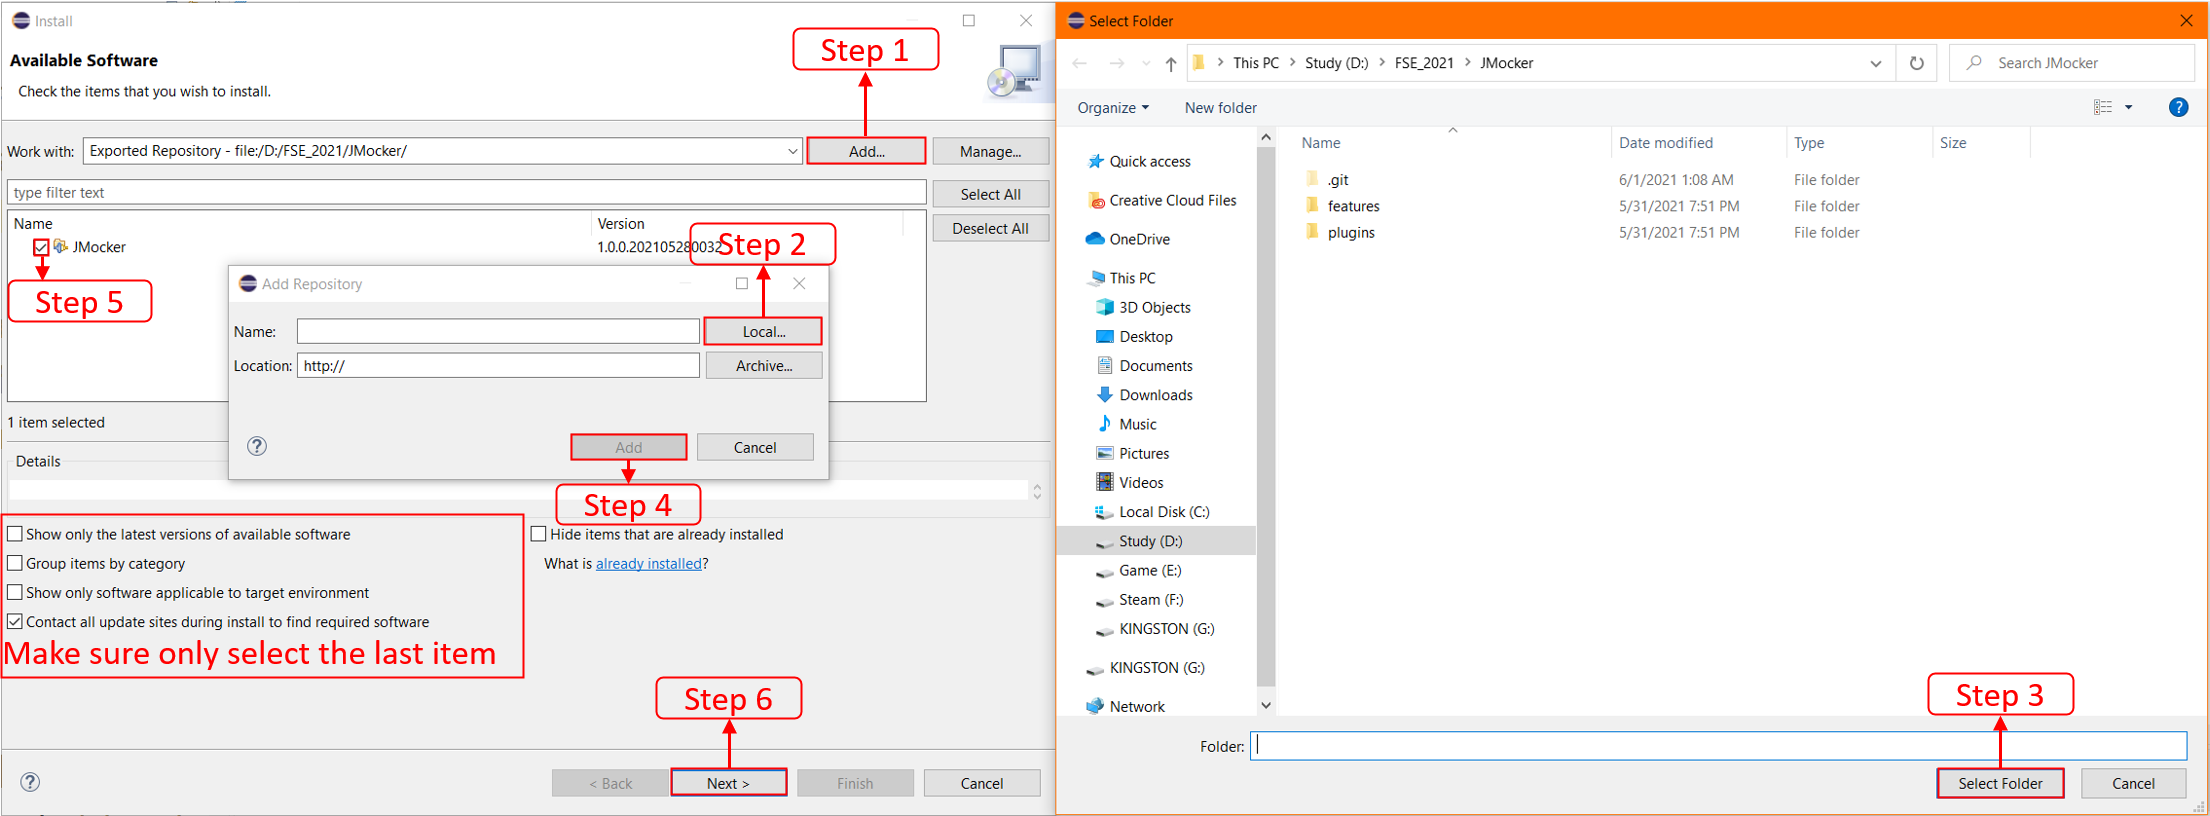 Install
Step 1
Available Software
Check the items that you wish to install.
Work with:
Exported Repository - file:/D:/FSE_2021/JMocker/
Add...
Manage...
type filter text
Select All
Name
Version
Deselect All
JMocker
1.0.0.202105280032
Step 2
Step 5
Add Repository
Name:
Local...
Location:
http://
Archive...
1 item selected
Add
Cancel
Details
Step 4
Show only the latest versions of available software
Hide items that are already installed
Group items by category
What is already installed?
Show only software applicable to target environment
Contact all update sites during install to find required software
Make sure only select the last item
Step 6
< Back
Next >
Finish
Cancel
Select Folder
This PC > Study (D:) > FSE_2021 > JMocker
Search JMocker
Organize
New folder
Name
Date modified
Type
Size
.git
6/1/2021 1:08 AM
File folder
features
5/31/2021 7:51 PM
File folder
plugins
5/31/2021 7:51 PM
File folder
Quick access
Creative Cloud Files
OneDrive
This PC
3D Objects
Desktop
Documents
Downloads
Music
Pictures
Videos
Local Disk (C:)
Study (D:)
Game (E:)
Steam (F:)
KINGSTON (G:)
KINGSTON (G:)
Network
Step 3
Folder:
Select Folder
Cancel